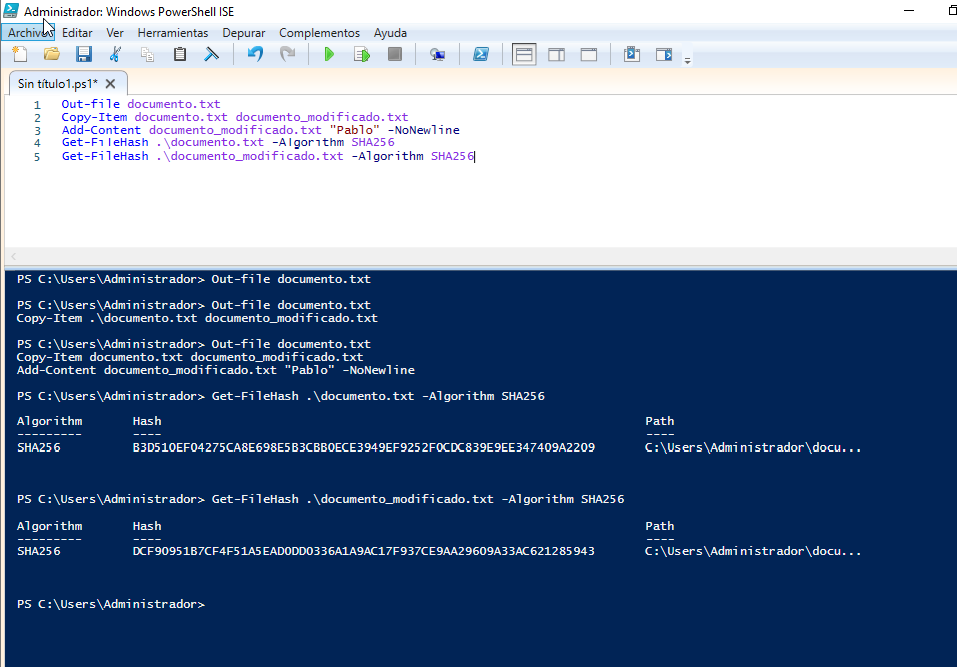 Administrador: Windows PowerShell ISE
Archivo Editar Ver Herramientas Depurar Complementos Ayuda
Sin título1.ps1*
1 Out-file documento.txt
2 Copy-Item documento.txt documento_modificado.txt
3 Add-Content documento_modificado.txt "Pablo" -NoNewline
4 Get-FileHash .\documento.txt -Algorithm SHA256
5 Get-FileHash .\documento_modificado.txt -Algorithm SHA256
PS C:\Users\Administrador> Out-file documento.txt
PS C:\Users\Administrador> Out-file documento.txt
Copy-Item .\documento.txt documento_modificado.txt
PS C:\Users\Administrador> Out-file documento.txt
Copy-Item documento.txt documento_modificado.txt
Add-Content documento_modificado.txt "Pablo" -NoNewline
PS C:\Users\Administrador> Get-FileHash .\documento.txt -Algorithm SHA256
Algorithm Hash Path
--------- ---- ----
SHA256 B3D510EF04275CA8E698E5B3CBB0ECE3949EF9252F0CDC839E9EE347409A2209 C:\Users\Administrador\docu...
PS C:\Users\Administrador> Get-FileHash .\documento_modificado.txt -Algorithm SHA256
Algorithm Hash Path
--------- ---- ----
SHA256 DCF90951B7CF4F51A5EAD0DD0336A1A9AC17F937CE9AA29609A33AC621285943 C:\Users\Administrador\docu...
PS C:\Users\Administrador>